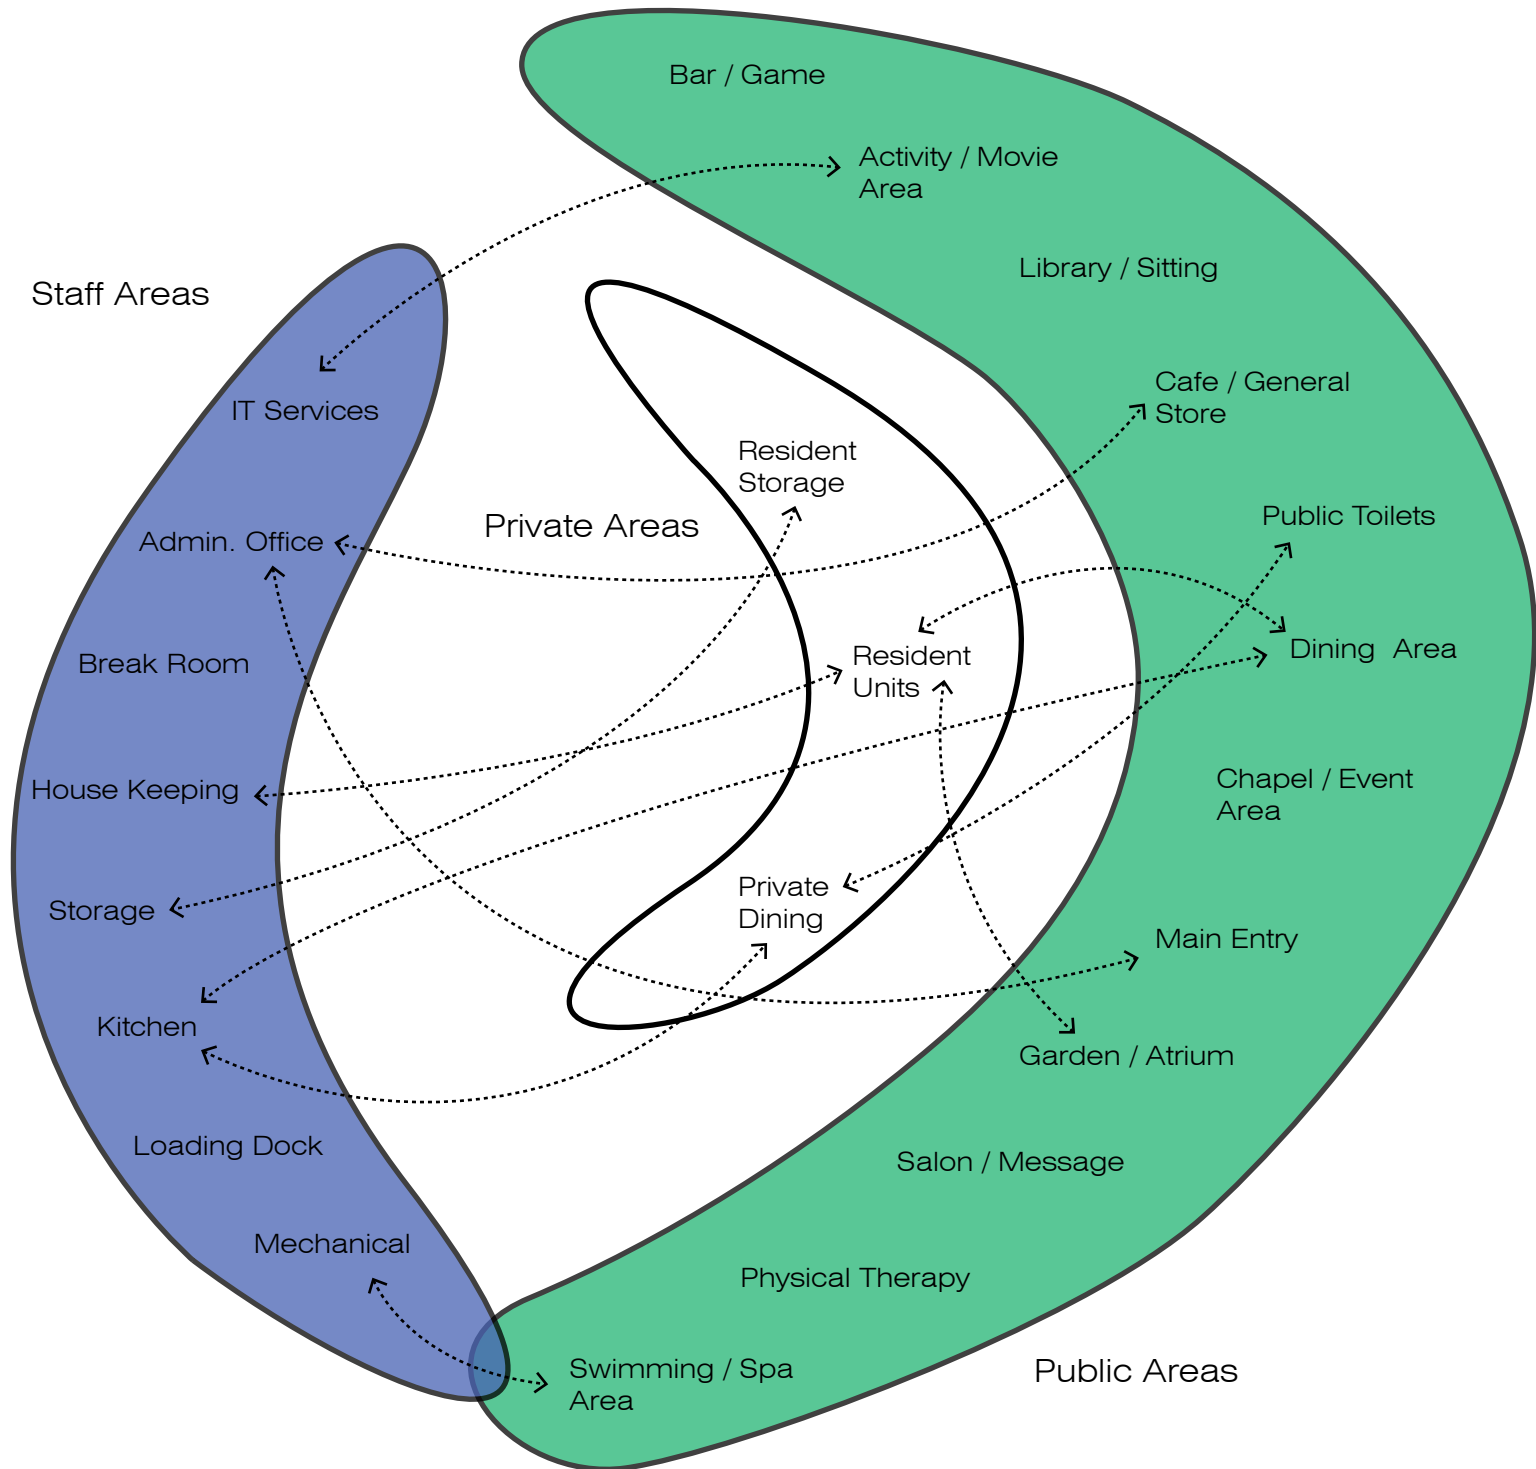 Bar / Game
Activity / Movie
Area
Library / Sitting
Staff Areas
Cafe / General
Store
IT Services
Resident
Storage
Private Areas
Public Toilets
Admin. Office
Dining Area
Resident
Units
Break Room
Chapel / Event
Area
House Keeping
Private
Dining
Storage
Main Entry
Kitchen
Garden / Atrium
Loading Dock
Salon / Message
Mechanical
Physical Therapy
Swimming / Spa
Area
Public Areas